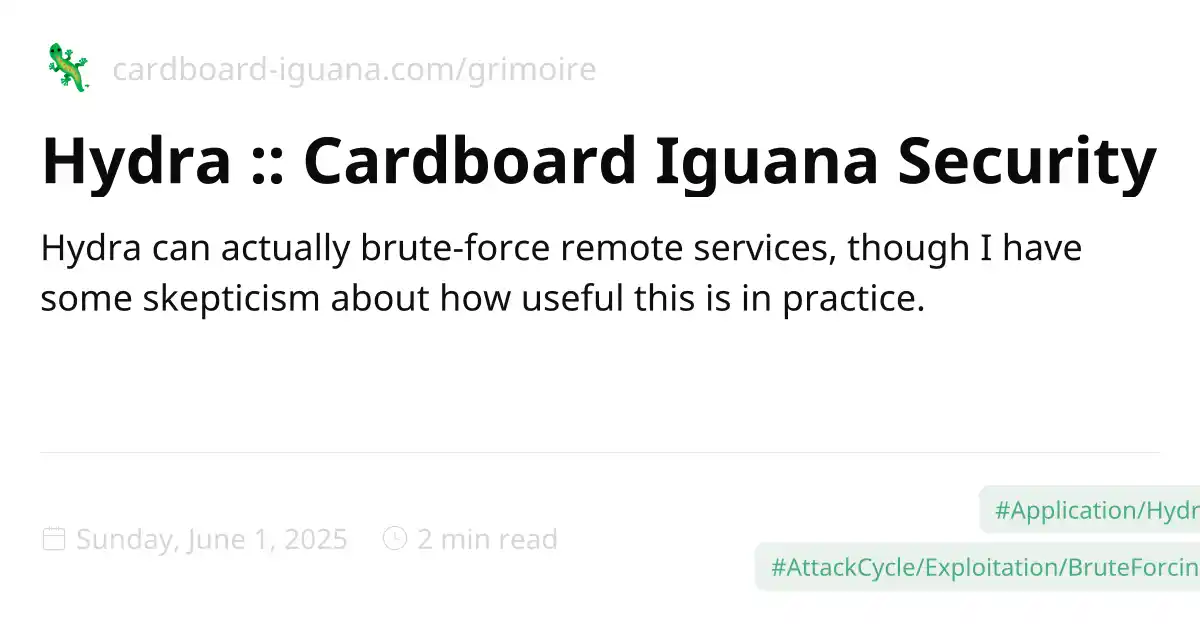 cardboard-iguana.com/grimoire
Hydra :: Cardboard Iguana Security
Hydra can actually brute-force remote services, though I have
some skepticism about how useful this is in practice.
Sunday, June 1, 2025 2 min read
#Application/Hydr
#AttackCycle/Exploitation/BruteForcin